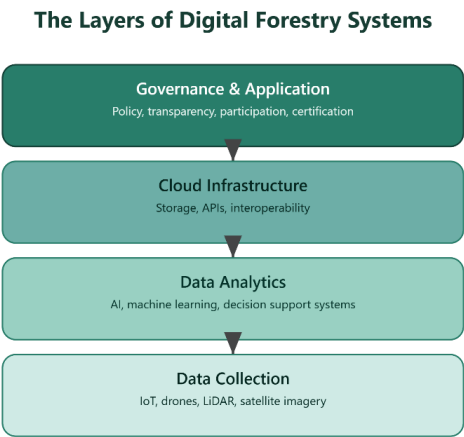 The Layers of Digital Forestry Systems
Governance & Application
Policy, transparency, participation, certification
Cloud Infrastructure
Storage, APIs, interoperability
Data Analytics
AI, machine learning, decision support systems
Data Collection
IoT, drones, LiDAR, satellite imagery